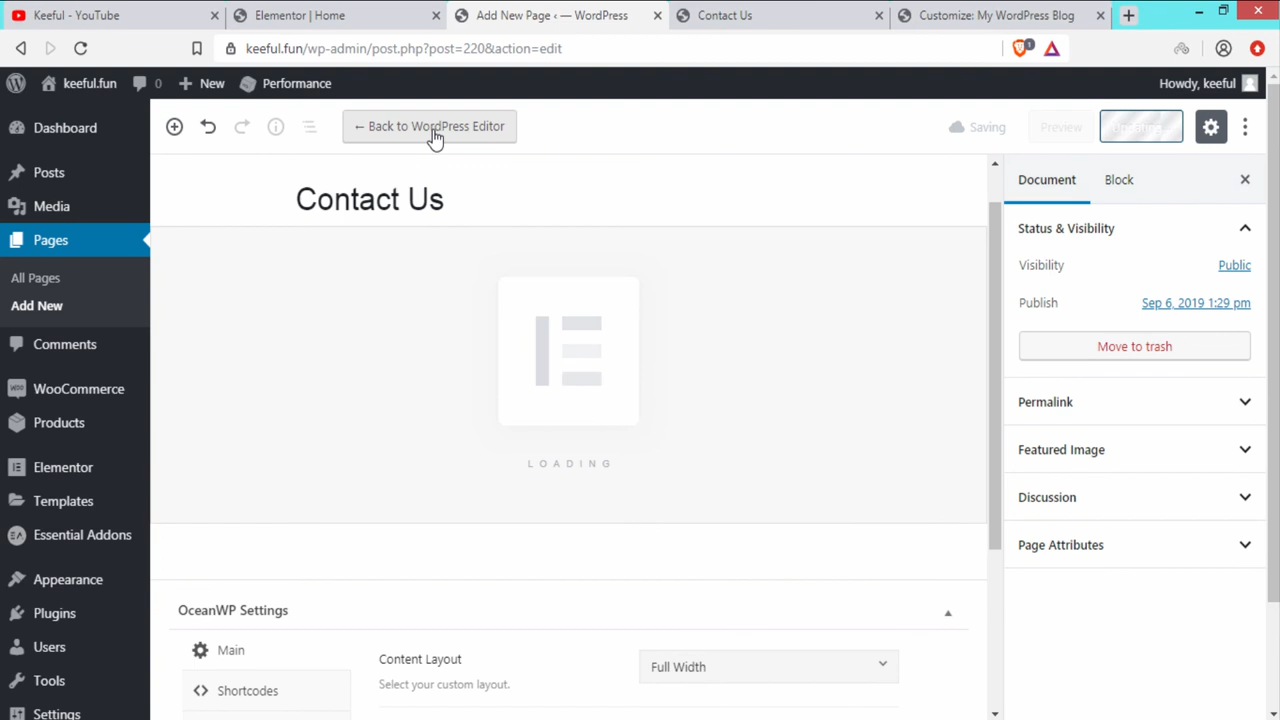 Keeful - YouTube
Elementor | Home
Add New Page ‹ — WordPress
Contact Us
Customize: My WordPress Blog
keeful.fun/wp-admin/post.php?post=220&action=edit
1
keeful.fun
0
New
Performance
Howdy, keeful
Dashboard
Posts
Media
Pages
All Pages
Add New
Comments
WooCommerce
Products
Elementor
Templates
Essential Addons
Appearance
Plugins
Users
Tools
Settings
← Back to WordPress Editor
Saving
Preview
Updating...
Contact Us
LOADING
OceanWP Settings
Main
Shortcodes
Content Layout
Select your custom layout.
Full Width
Document
Block
Status & Visibility
Visibility
Public
Publish
Sep 6, 2019 1:29 pm
Move to trash
Permalink
Featured Image
Discussion
Page Attributes